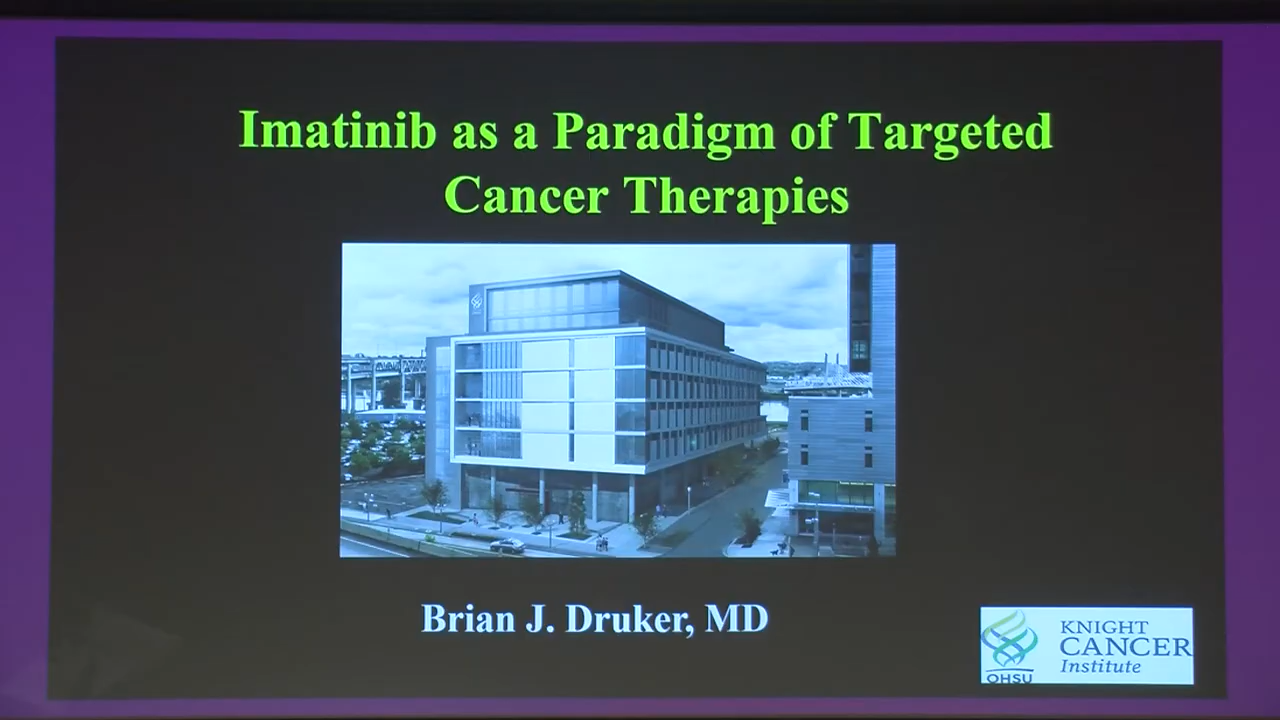 Imatinib as a Paradigm of Targeted
Cancer Therapies
Brian J. Druker, MD
KNIGHT
CANCER
Institute
OHSU